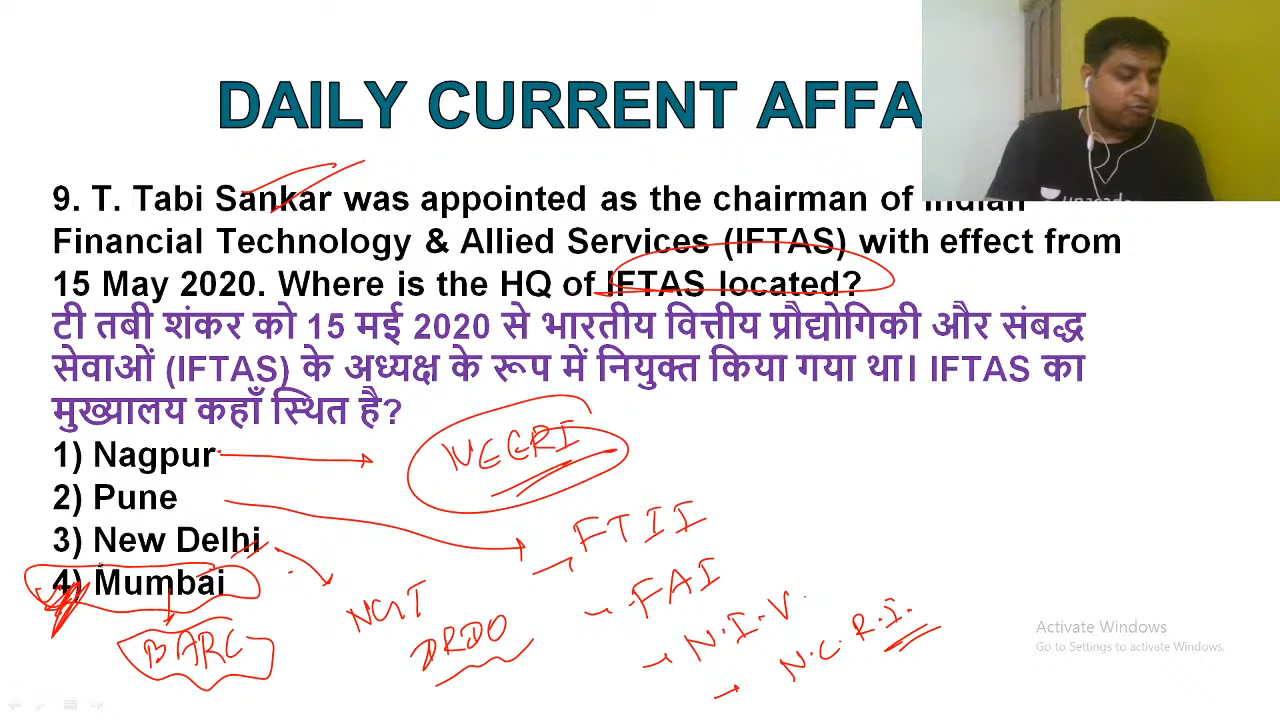 DAILY CURRENT AFFA
9. T. Tabi Sankar was appointed as the chairman of Indian
Financial Technology & Allied Services (IFTAS) with effect from
15 May 2020. Where is the HQ of IFTAS located?
टी तबी शंकर को 15 मई 2020 से भारतीय वित्तीय प्रौद्योगिकी और संबद्ध
सेवाओं (IFTAS) के अध्यक्ष के रूप में नियुक्त किया गया था। IFTAS का
मुख्यालय कहाँ स्थित है?
1) Nagpur
NEERI
2) Pune
FTII
3) New Delhi
FAI
4) Mumbai
NGT
N.I.V.
DRDO
N.C.R.I.
BARC
Activate Windows
Go to Settings to activate Windows.